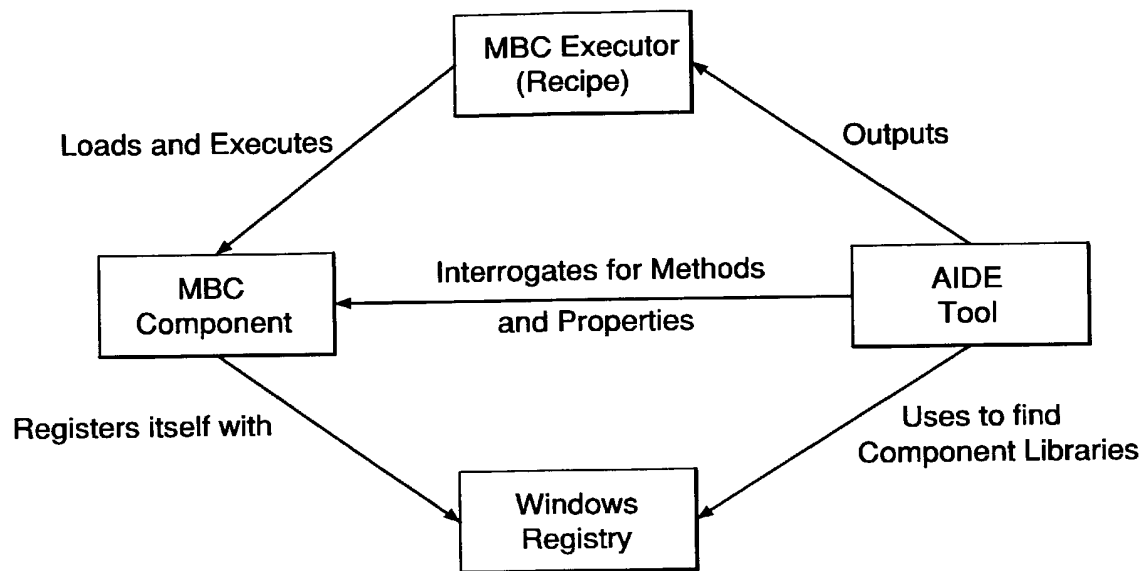 MBC Executor
(Recipe)
Loads and Executes
Outputs
MBC
Component
Interrogates for Methods
and Properties
AIDE
Tool
Registers itself with
Uses to find
Component Libraries
Windows
Registry